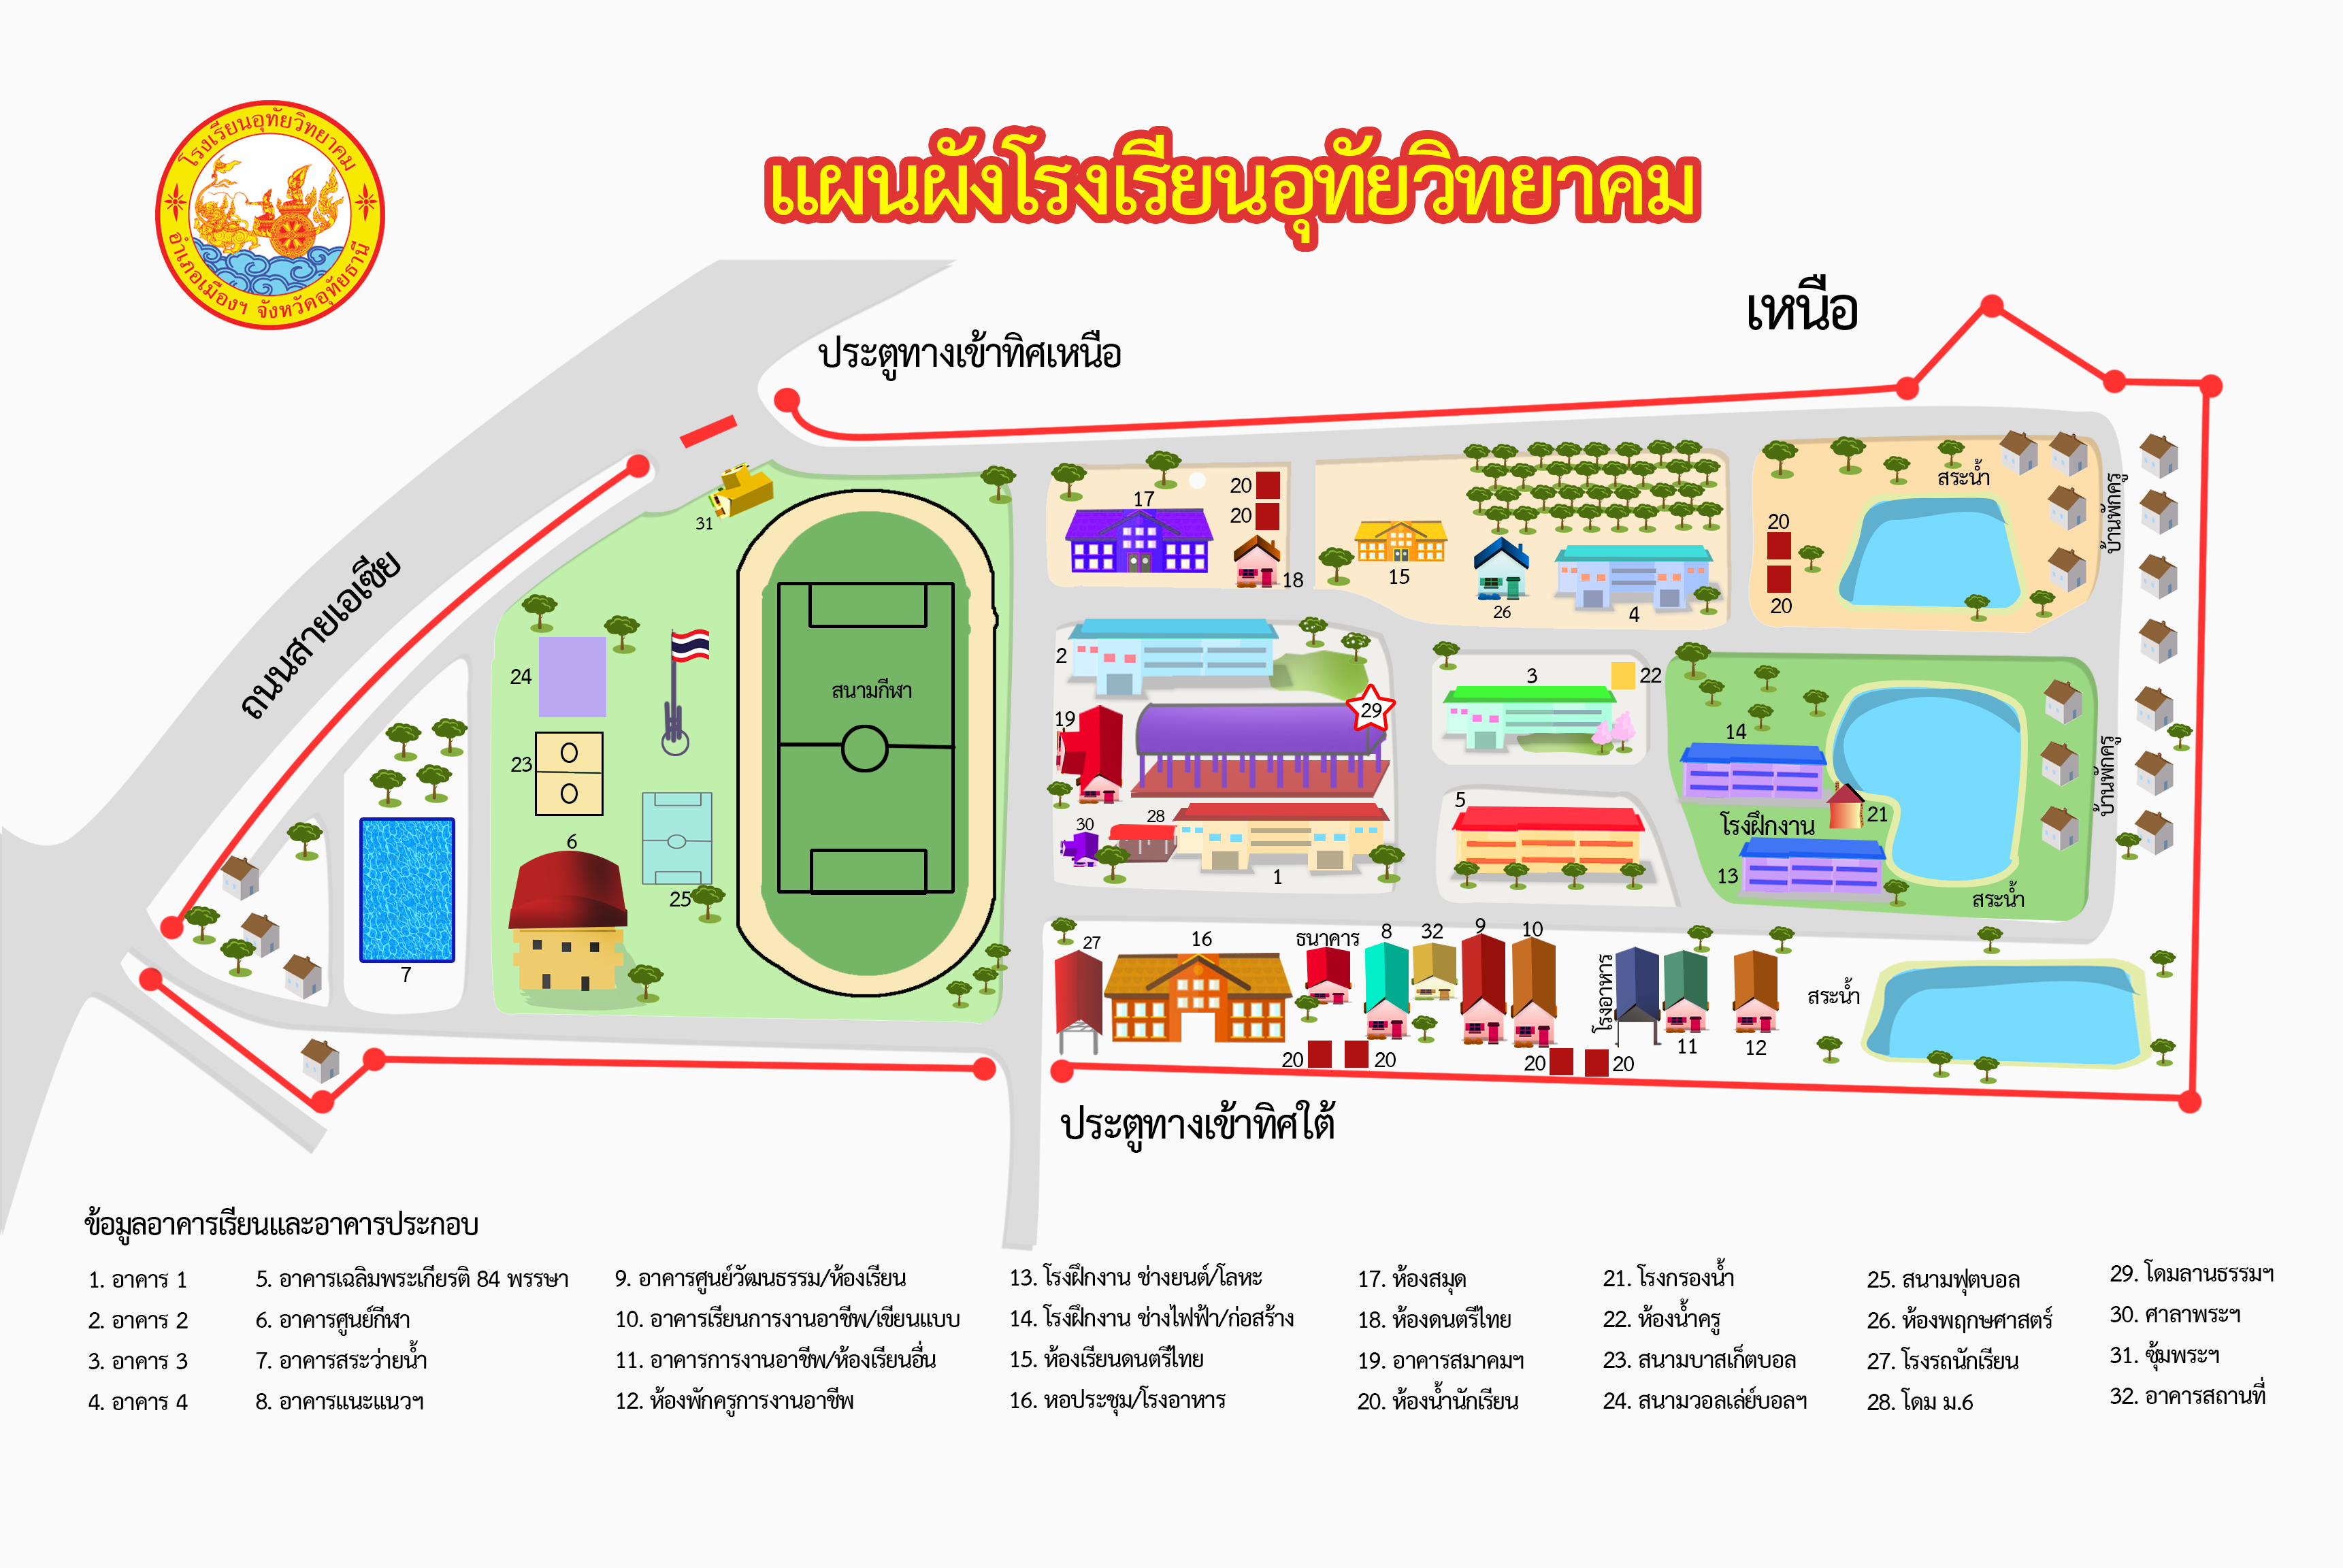 โรงเรียนอุทัยวิทยาคม
อำเภอเมืองฯ จังหวัดอุทัยธานี
แผนผังโรงเรียนอุทัยวิทยาคม
เหนือ
ประตูทางเข้าทิศเหนือ
ถนนสายเอเซีย
สระน้ำ
บ้านพักครู
17
20
20
18
15
26
4
20
20
31
24
23
6
25
7
สนามกีฬา
2
19
29
30
28
1
3
22
5
14
โรงฝึกงาน
21
13
สระน้ำ
บ้านพักครู
27
16
ธนาคาร
8
32
9
10
โรงอาหาร
11
12
สระน้ำ
20
20
20
20
ประตูทางเข้าทิศใต้
ข้อมูลอาคารเรียนและอาคารประกอบ
1. อาคาร 1
2. อาคาร 2
3. อาคาร 3
4. อาคาร 4
5. อาคารเฉลิมพระเกียรติ 84 พรรษา
6. อาคารศูนย์กีฬา
7. อาคารสระว่ายน้ำ
8. อาคารแนะแนวฯ
9. อาคารศูนย์วัฒนธรรม/ห้องเรียน
10. อาคารเรียนการงานอาชีพ/เขียนแบบ
11. อาคารการงานอาชีพ/ห้องเรียนอื่น
12. ห้องพักครูการงานอาชีพ
13. โรงฝึกงาน ช่างยนต์/โลหะ
14. โรงฝึกงาน ช่างไฟฟ้า/ก่อสร้าง
15. ห้องเรียนดนตรีไทย
16. หอประชุม/โรงอาหาร
17. ห้องสมุด
18. ห้องดนตรีไทย
19. อาคารสมาคมฯ
20. ห้องน้ำนักเรียน
21. โรงกรองน้ำ
22. ห้องน้ำครู
23. สนามบาสเก็ตบอล
24. สนามวอลเล่ย์บอลฯ
25. สนามฟุตบอล
26. ห้องพฤกษศาสตร์
27. โรงรถนักเรียน
28. โดม ม.6
29. โดมลานธรรมฯ
30. ศาลาพระฯ
31. ซุ้มพระฯ
32. อาคารสถานที่